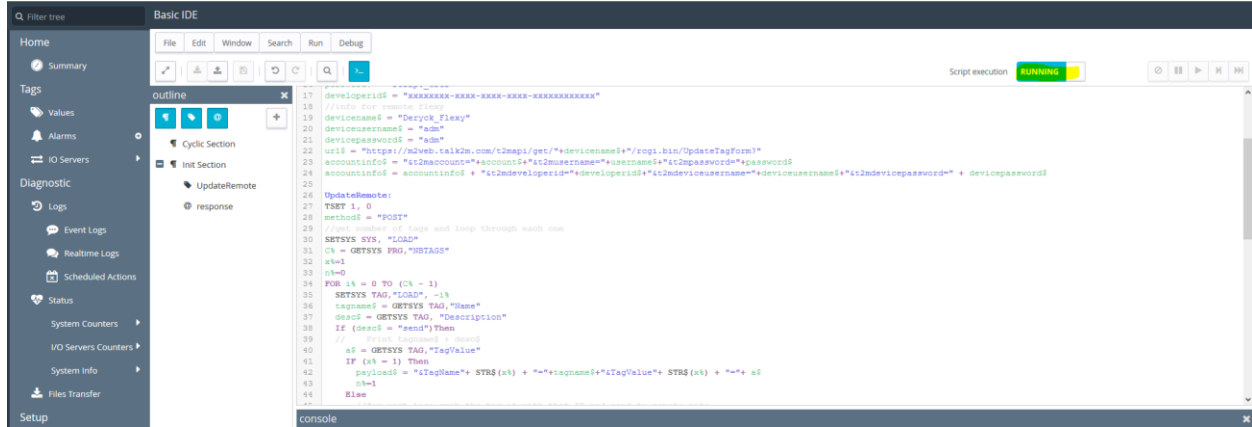 Filter tree
Basic IDE
Home
Summary
Tags
Values
Alarms
IO Servers
Diagnostic
Logs
Event Logs
Realtime Logs
Scheduled Actions
Status
System Counters
I/O Servers Counters
System Info
Files Transfer
Setup
File Edit Window Search Run Debug
Script execution RUNNING
outline
Cyclic Section
Init Section
UpdateRemote
response
17 developerid$ = "xxxxxxxx-xxxx-xxxx-xxxx-xxxxxxxxxxxx"
18 //info for remote flexy
19 devicename$ = "Deryck_Flexy"
20 deviceusername$ = "adm"
21 devicepassword$ = "adm"
22 url$ = "https://m2web.talk2m.com/t2mapi/get/"+devicename$+"/rcgi.bin/UpdateTagForm?"
23 accountinfo$ = "&t2maccount="+account$+"&t2musername="+username$+"&t2mpassword="+password$
24 accountinfo$ = accountinfo$ + "&t2mdeveloperid="+developerid$+"&t2mdeviceusername="+deviceusername$+"&t2mdevicepassword=" + devicepassword$
25
26 UpdateRemote:
27 TSET 1, 0
28 method$ = "POST"
29 //get number of tags and loop through each one
30 SETSYS SYS, "LOAD"
31 C% = GETSYS PRG,"NBTAGS"
32 x%=1
33 n%=0
34 FOR i% = 0 TO (C% - 1)
35 SETSYS TAG,"LOAD", -i%
36 tagname$ = GETSYS TAG,"Name"
37 desc$ = GETSYS TAG, "Description"
38 If (desc$ = "send")Then
39 // Print tagname$ + desc$
40 a$ = GETSYS TAG,"TagValue"
41 IF (x% = 1) Then
42 payload$ = "&TagName"+ STR$(x%) + "="+tagname$+"&TagValue"+ STR$(x%) + "="+ a$
43 n%=1
44 Else
console